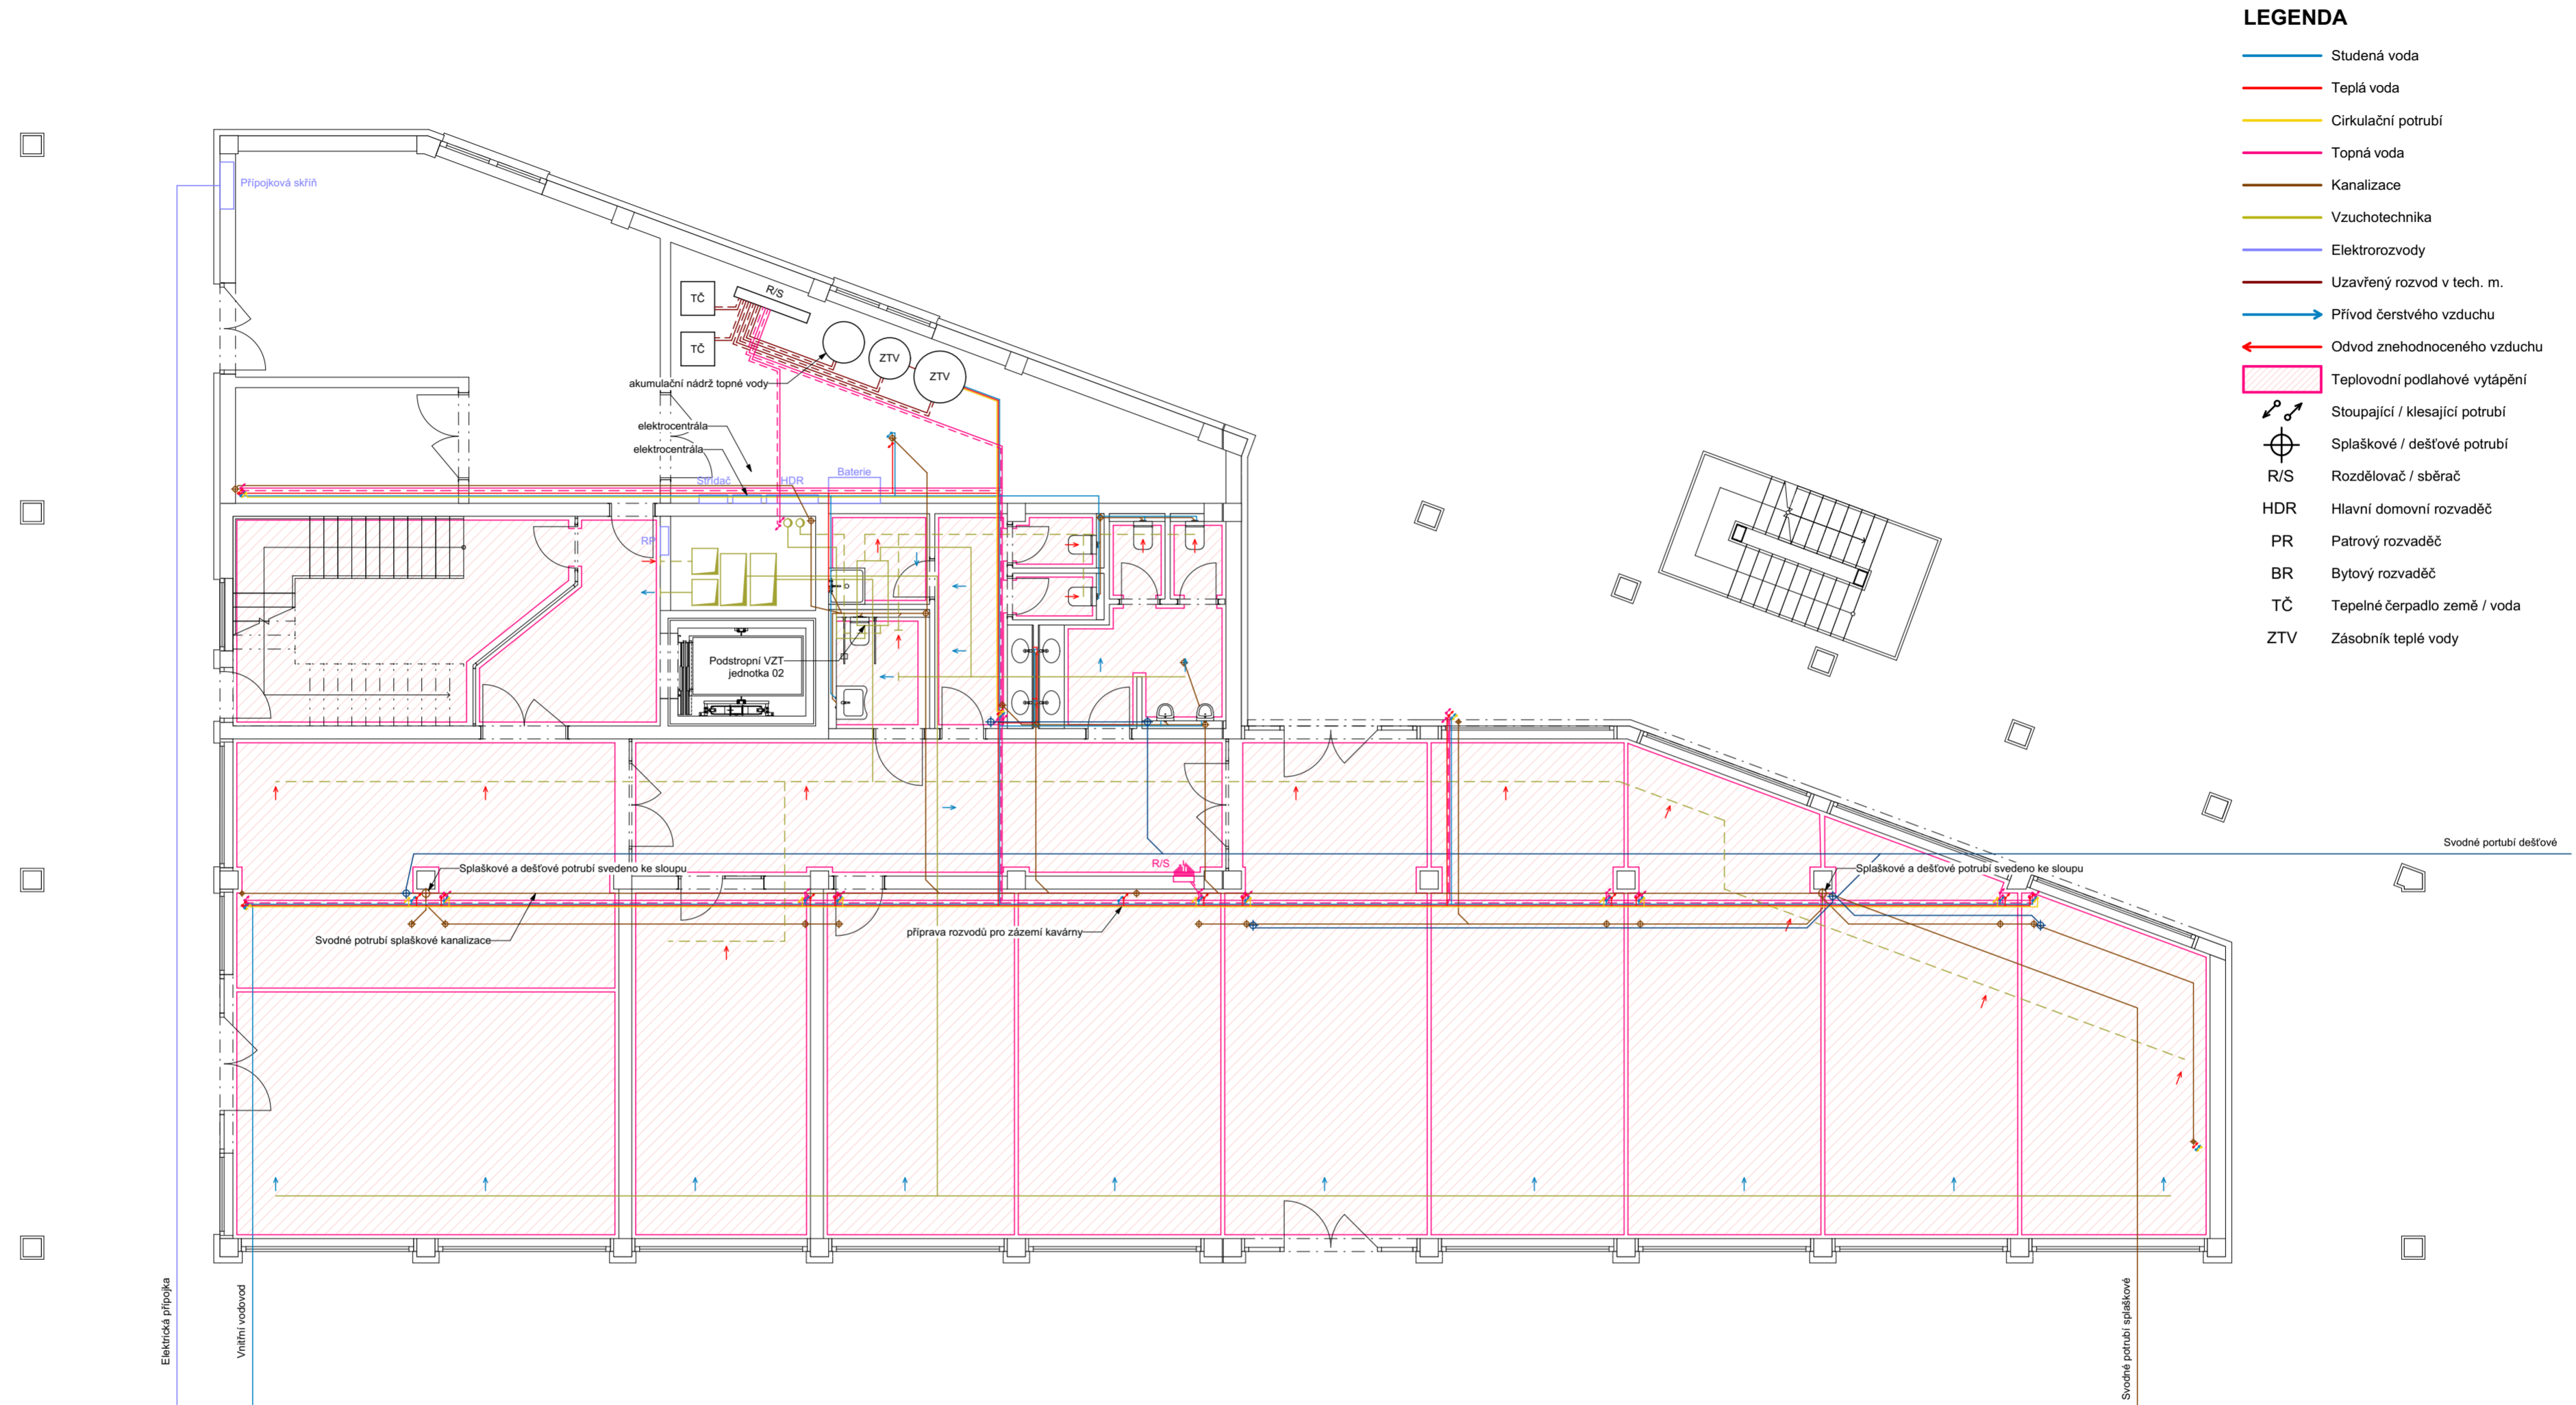 LEGENDA
Studená voda
Teplá voda
Cirkulační potrubí
Topná voda
Kanalizace
Vzuchotechnika
Elektrorozvody
Uzavřený rozvod v tech. m.
Přívod čerstvého vzduchu
Odvod znehodnoceného vzduchu
Teplovodní podlahové vytápění
Stoupající / klesající potrubí
Splaškové / dešťové potrubí
R/S Rozdělovač / sběrač
HDR Hlavní domovní rozvaděč
PR Patrový rozvaděč
BR Bytový rozvaděč
TČ Tepelné čerpadlo země / voda
ZTV Zásobník teplé vody
Přípojková skříň
TČ
R/S
TČ
ZTV
ZTV
akumulační nádrž topné vody
elektrocentrála
elektrocentrála
Baterie
Střídač
HDR
RP
Podstropní VZT
jednotka 02
Svodné portubí dešťové
R/S
Splaškové a dešťové potrubí svedeno ke sloupu
Splaškové a dešťové potrubí svedeno ke sloupu
příprava rozvodů pro zázemí kavárny
Svodné potrubí splaškové kanalizace
Elektrická přípojka
Vnitřní vodovod
Svodné potrubí splaškové